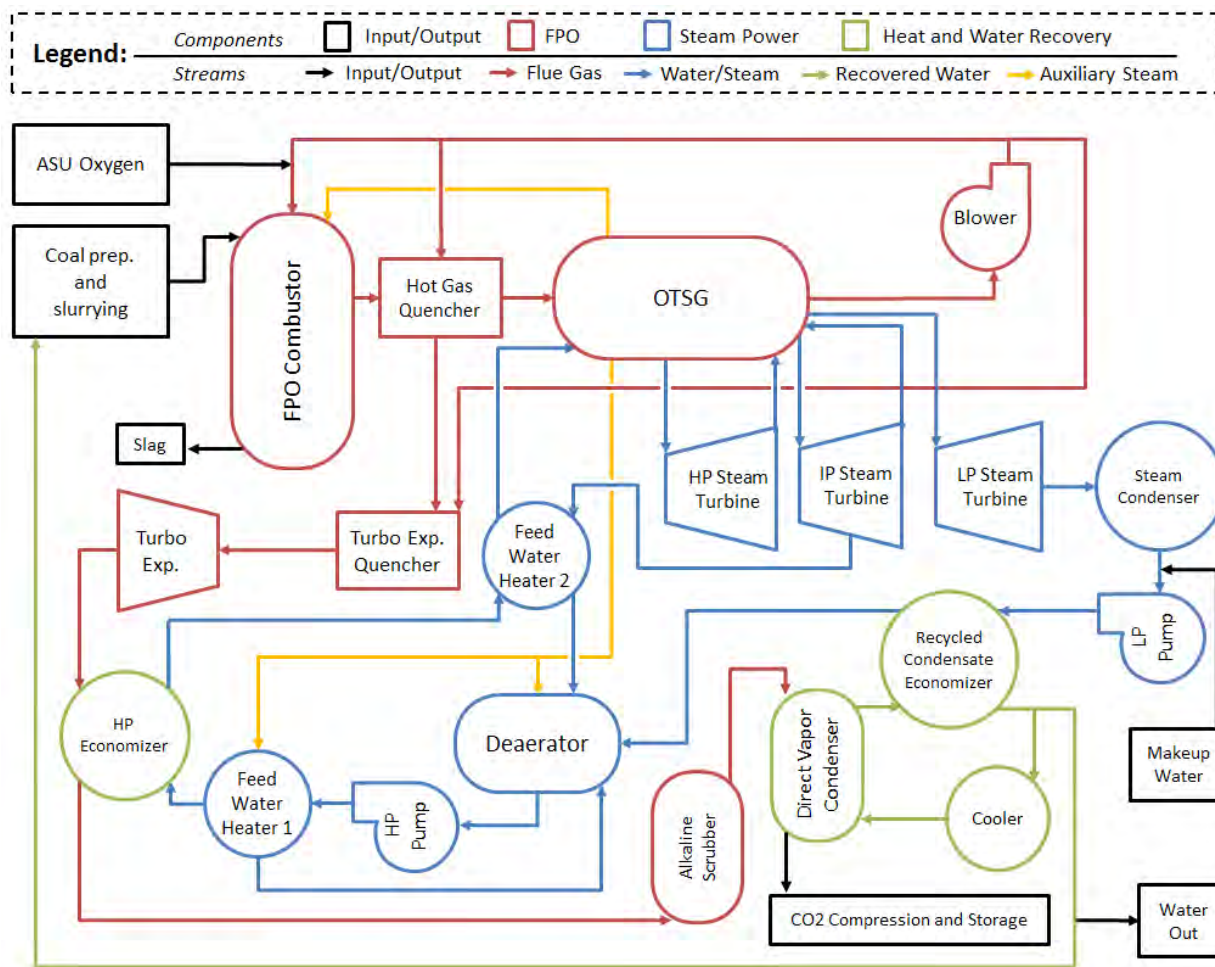 Legend:
Components
Input/Output
FPO
Steam Power
Heat and Water Recovery
Streams
Input/Output
Flue Gas
Water/Steam
Recovered Water
Auxiliary Steam
ASU Oxygen
Coal prep.
and
slurrying
FPO Combustor
Hot Gas
Quencher
OTSG
Blower
Slag
HP Steam
Turbine
IP Steam
Turbine
LP Steam
Turbine
Steam
Condenser
Turbo
Exp.
Turbo Exp.
Quencher
Feed
Water
Heater 2
Recycled
Condensate
Economizer
LP
Pump
HP
Economizer
Feed
Water
Heater 1
HP
Pump
Deaerator
Alkaline
Scrubber
Direct Vapor
Condenser
Cooler
Makeup
Water
CO2 Compression and Storage
Water
Out